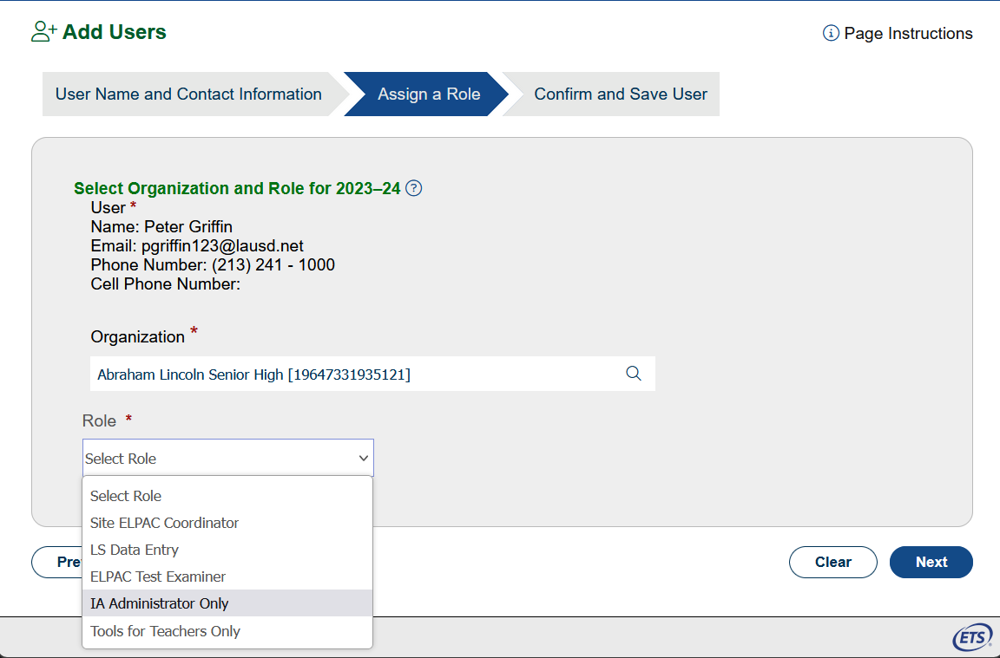 Add Users
Page Instructions
User Name and Contact Information
Assign a Role
Confirm and Save User
Select Organization and Role for 2023–24 ?
User *
Name: Peter Griffin
Email: pgriffin123@lausd.net
Phone Number: (213) 241 - 1000
Cell Phone Number:
Organization *
Abraham Lincoln Senior High [19647331935121]
Role *
Select Role
Select Role
Site ELPAC Coordinator
LS Data Entry
ELPAC Test Examiner
IA Administrator Only
Tools for Teachers Only
Pre
Clear
Next
ETS